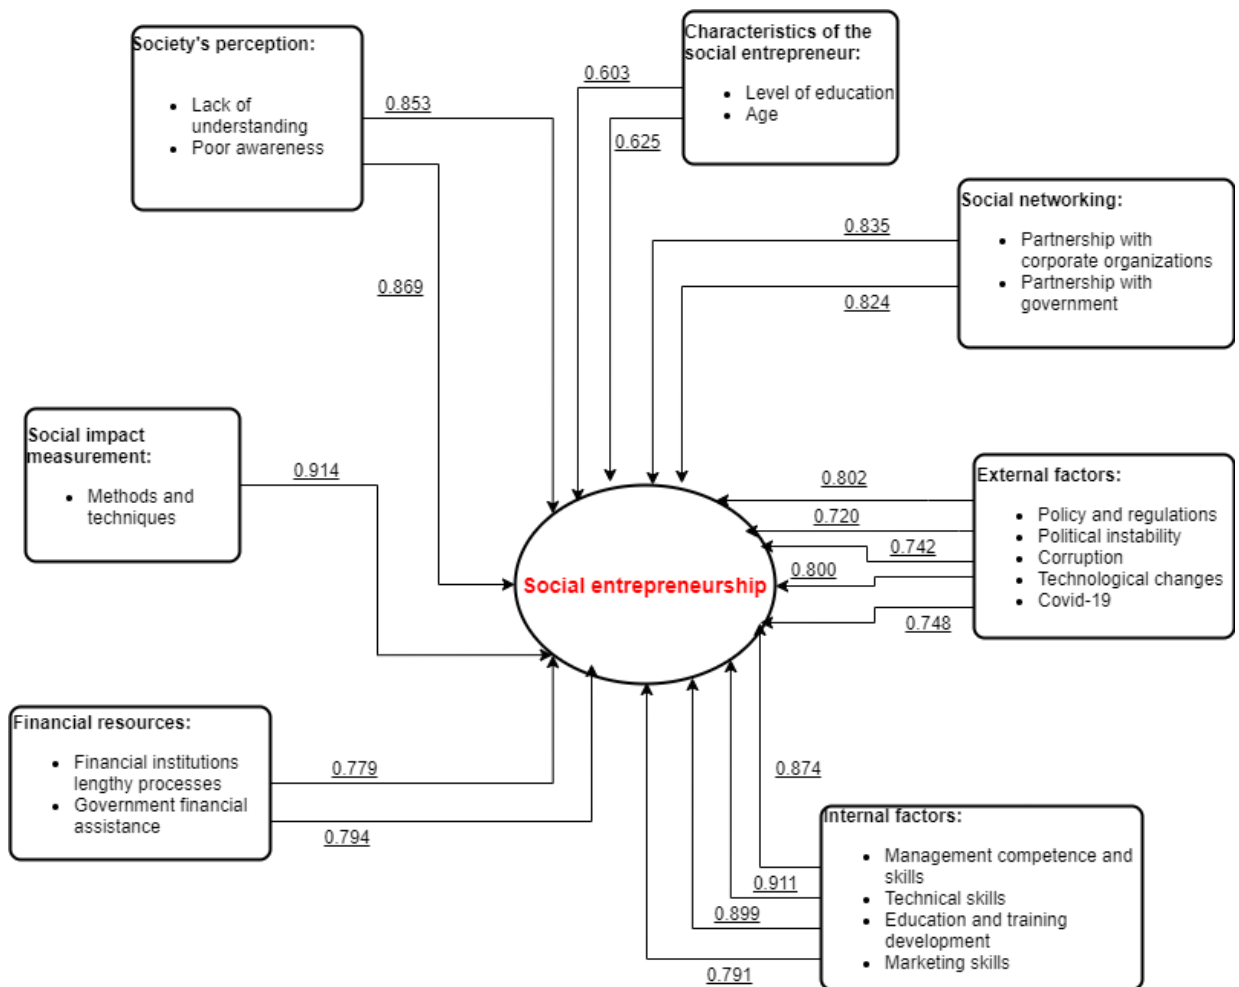 Society's perception:
• Lack of
understanding
• Poor awareness
0.853
0.869
Characteristics of the
social entrepreneur:
• Level of education
• Age
0.603
0.625
Social networking:
• Partnership with
corporate organizations
• Partnership with
government
0.835
0.824
Social impact
measurement:
• Methods and
techniques
0.914
External factors:
• Policy and regulations
• Political instability
• Corruption
• Technological changes
• Covid-19
0.802
0.720
0.742
0.800
0.748
Social entrepreneurship
Financial resources:
• Financial institutions
lengthy processes
• Government financial
assistance
0.779
0.794
Internal factors:
• Management competence and
skills
• Technical skills
• Education and training
development
• Marketing skills
0.874
0.911
0.899
0.791